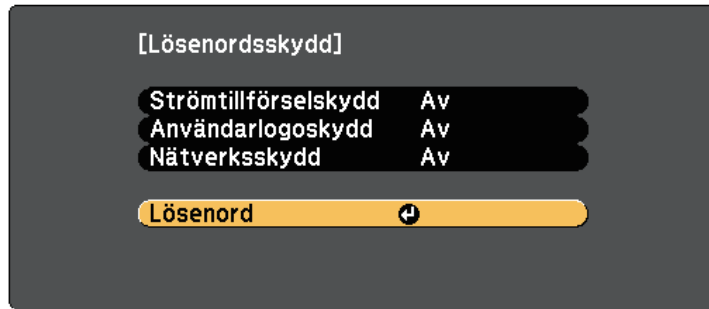 [Lösenordsskydd]
Strömtillförselskydd Av
Användarlogoskydd Av
Nätverksskydd Av
Lösenord